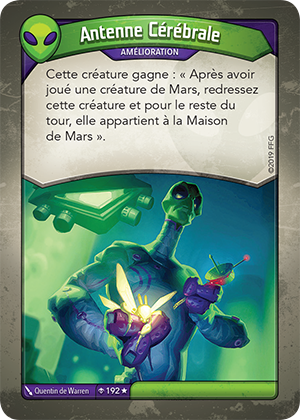 Antenne Cérébrale
AMÉLIORATION
Cette créature gagne : « Après avoir
joué une créature de Mars, redressez
cette créature et pour le reste du
tour, elle appartient à la Maison
de Mars ».
©2019 FFG
Quentin de Warren
192